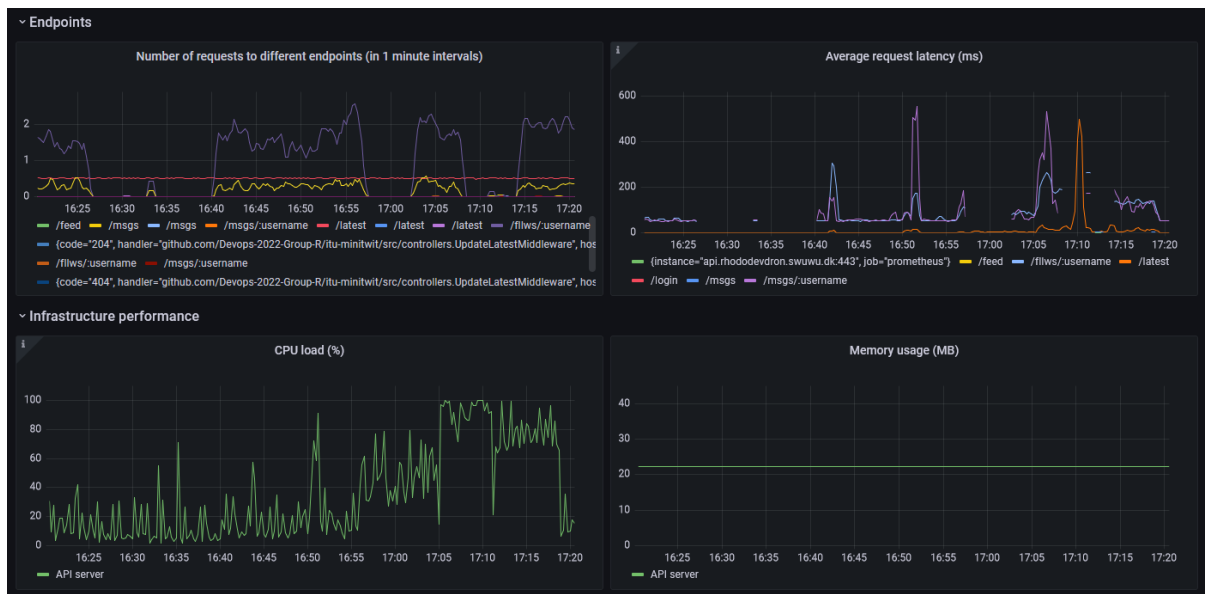 Endpoints
Number of requests to different endpoints (in 1 minute intervals)
2
1
0
16:25 16:30 16:35 16:40 16:45 16:50 16:55 17:00 17:05 17:10 17:15 17:20
/feed /msgs /msgs /msgs/:username /latest /latest /latest /fllws/:username
{code="204", handler="github.com/Devops-2022-Group-R/itu-minitwit/src/controllers.UpdateLatestMiddleware", hos
/fllws/:username /msgs/:username
{code="404", handler="github.com/Devops-2022-Group-R/itu-minitwit/src/controllers.UpdateLatestMiddleware", hos
i
Average request latency (ms)
600
400
200
0
16:25 16:30 16:35 16:40 16:45 16:50 16:55 17:00 17:05 17:10 17:15 17:20
{instance="api.rhododevdron.swuwu.dk:443", job="prometheus"} /feed /fllws/:username /latest
/login /msgs /msgs/:username
Infrastructure performance
i
CPU load (%)
100
80
60
40
20
0
16:25 16:30 16:35 16:40 16:45 16:50 16:55 17:00 17:05 17:10 17:15 17:20
API server
Memory usage (MB)
40
30
20
10
0
16:25 16:30 16:35 16:40 16:45 16:50 16:55 17:00 17:05 17:10 17:15 17:20
API server